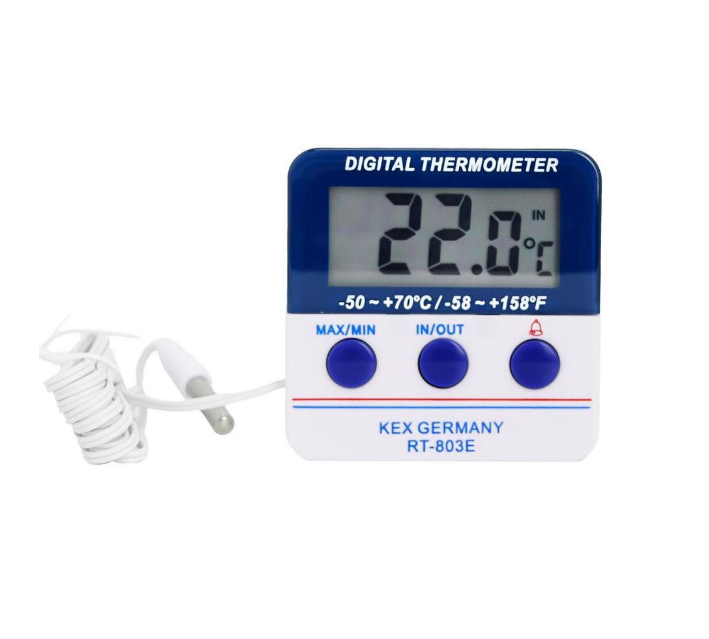 DIGITAL THERMOMETER
22.0 IN °C
-50 ~ +70°C / -58 ~ +158°F
MAX/MIN IN/OUT
KEX GERMANY
RT-803E